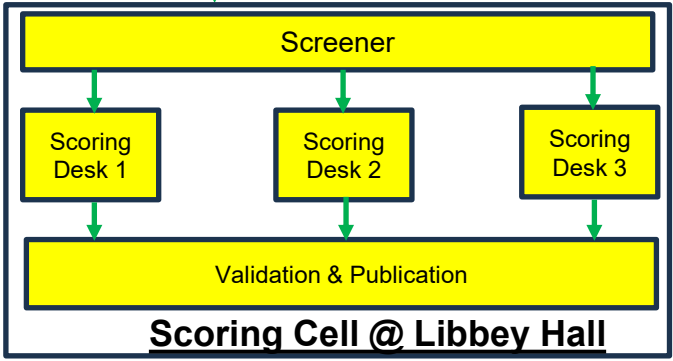 Screener
Scoring
Desk 1
Scoring
Desk 2
Scoring
Desk 3
Validation & Publication
Scoring Cell @ Libbey Hall